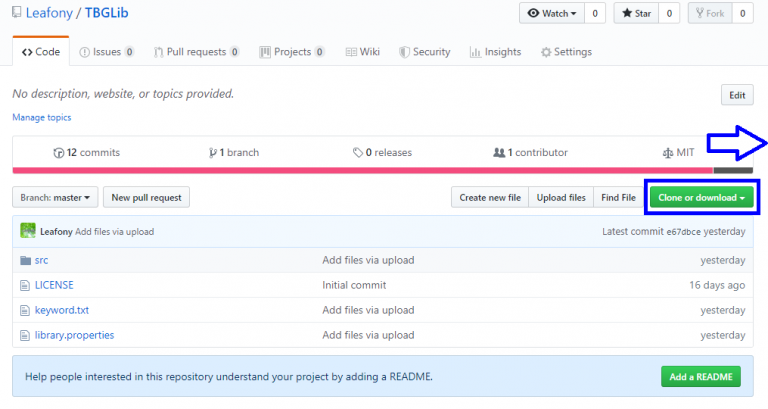 Leafony / TBGLib
Watch 0 Star 0 Fork 0
Code Issues 0 Pull requests 0 Projects 0 Wiki Security Insights Settings
No description, website, or topics provided. Edit
Manage topics
12 commits 1 branch 0 releases 1 contributor MIT
Branch: master New pull request Create new file Upload files Find File Clone or download
Leafony Add files via upload Latest commit e67dbce yesterday
src Add files via upload yesterday
LICENSE Initial commit 16 days ago
keyword.txt Add files via upload yesterday
library.properties Add files via upload yesterday
Help people interested in this repository understand your project by adding a README. Add a README